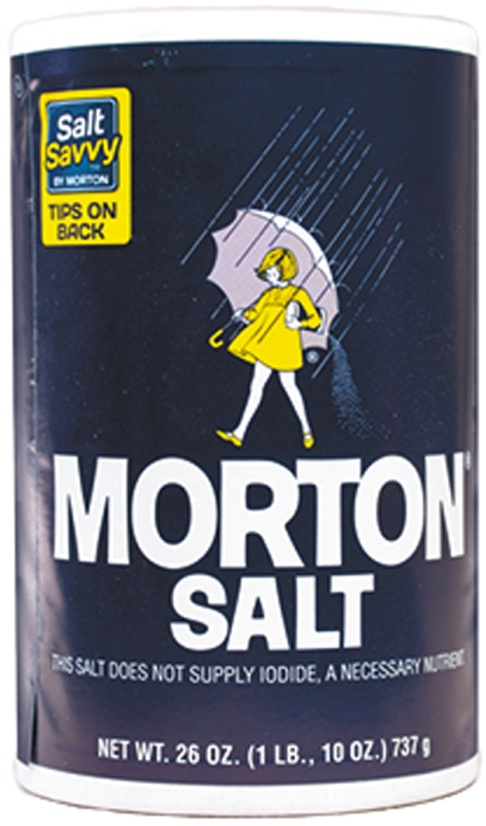 Salt
Savvy™
BY MORTON
TIPS ON
BACK
®
MORTON®
SALT
THIS SALT DOES NOT SUPPLY IODIDE, A NECESSARY NUTRIENT.
NET WT. 26 OZ. (1 LB., 10 OZ.) 737 g